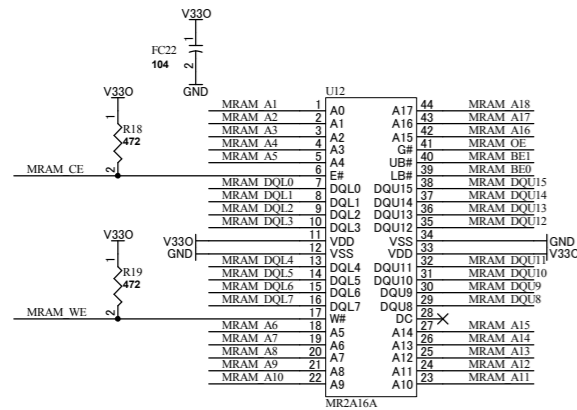 V33O
1
FC22
104
2
GND
V33O
1
R18
472
2
MRAM_CE
V33O
1
R19
472
2
MRAM_WE
U12
MRAM_A1 1 A0 A17 44 MRAM_A18
MRAM_A2 2 A1 A16 43 MRAM_A17
MRAM_A3 3 A2 A15 42 MRAM_A16
MRAM_A4 4 A3 G# 41 MRAM_OE
MRAM_A5 5 A4 UB# 40 MRAM_BE1
6 E# LB# 39 MRAM_BE0
MRAM_DQL0 7 DQL0 DQU15 38 MRAM_DQU15
MRAM_DQL1 8 DQL1 DQU14 37 MRAM_DQU14
MRAM_DQL2 9 DQL2 DQU13 36 MRAM_DQU13
MRAM_DQL3 10 DQL3 DQU12 35 MRAM_DQU12
V33O 11 VDD VSS 34 GND
GND 12 VSS VDD 33 V33O
MRAM_DQL4 13 DQL4 DQU11 32 MRAM_DQU11
MRAM_DQL5 14 DQL5 DQU10 31 MRAM_DQU10
MRAM_DQL6 15 DQL6 DQU9 30 MRAM_DQU9
MRAM_DQL7 16 DQL7 DQU8 29 MRAM_DQU8
17 W# DC 28
MRAM_A6 18 A5 A14 27 MRAM_A15
MRAM_A7 19 A6 A13 26 MRAM_A14
MRAM_A8 20 A7 A12 25 MRAM_A13
MRAM_A9 21 A8 A11 24 MRAM_A12
MRAM_A10 22 A9 A10 23 MRAM_A11
MR2A16A